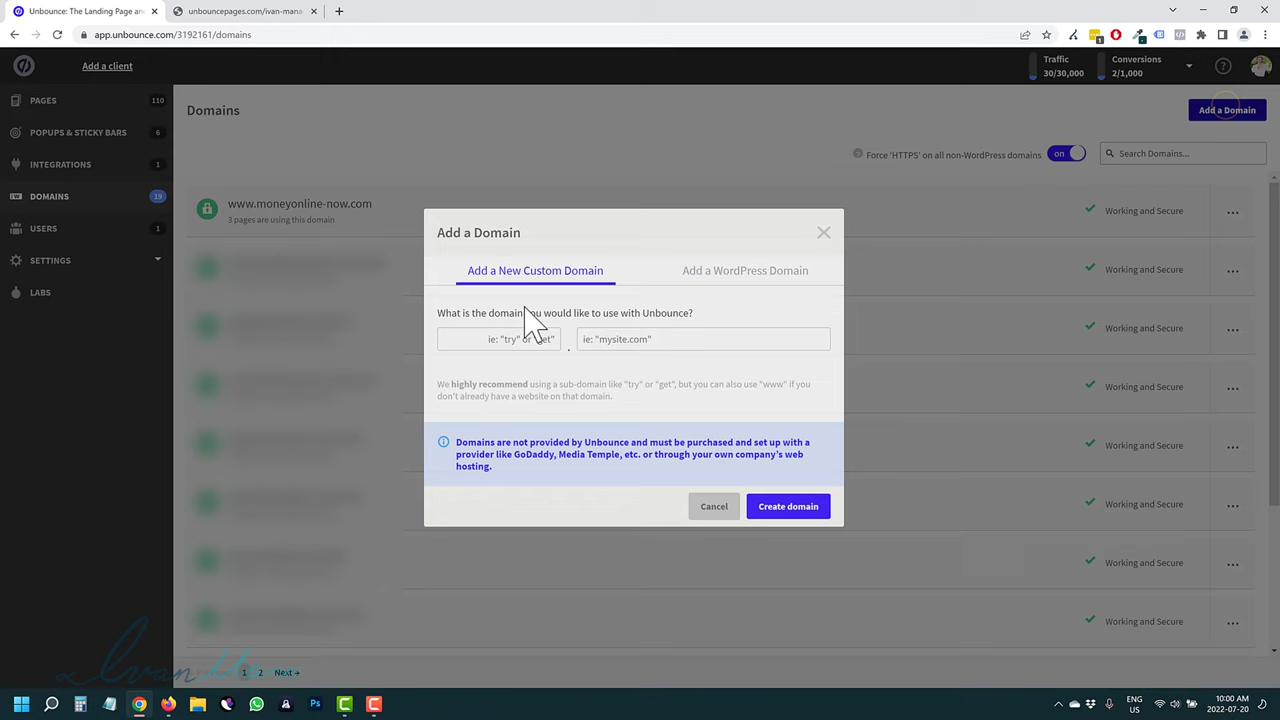 Unbounce: The Landing Page an
unbouncepages.com/ivan-mana
app.unbounce.com/3192161/domains
Add a client
Traffic
30/30,000
Conversions
2/1,000
PAGES 110
POPUPS & STICKY BARS 6
INTEGRATIONS 1
DOMAINS 19
USERS 1
SETTINGS
LABS
Domains
Add a Domain
Force 'HTTPS' on all non-WordPress domains
on
Search Domains...
www.moneyonline-now.com
3 pages are using this domain
Working and Secure
Working and Secure
Working and Secure
Working and Secure
Working and Secure
Working and Secure
Working and Secure
Working and Secure
Add a Domain
Add a New Custom Domain
Add a WordPress Domain
What is the domain you would like to use with Unbounce?
ie: "try" or "get" . ie: "mysite.com"
We highly recommend using a sub-domain like "try" or "get", but you can also use "www" if you
don't already have a website on that domain.
Domains are not provided by Unbounce and must be purchased and set up with a
provider like GoDaddy, Media Temple, etc. or through your own company's web
hosting.
Cancel
Create domain
1 2 Next →
Ivan
ENG
US
10:00 AM
2022-07-20